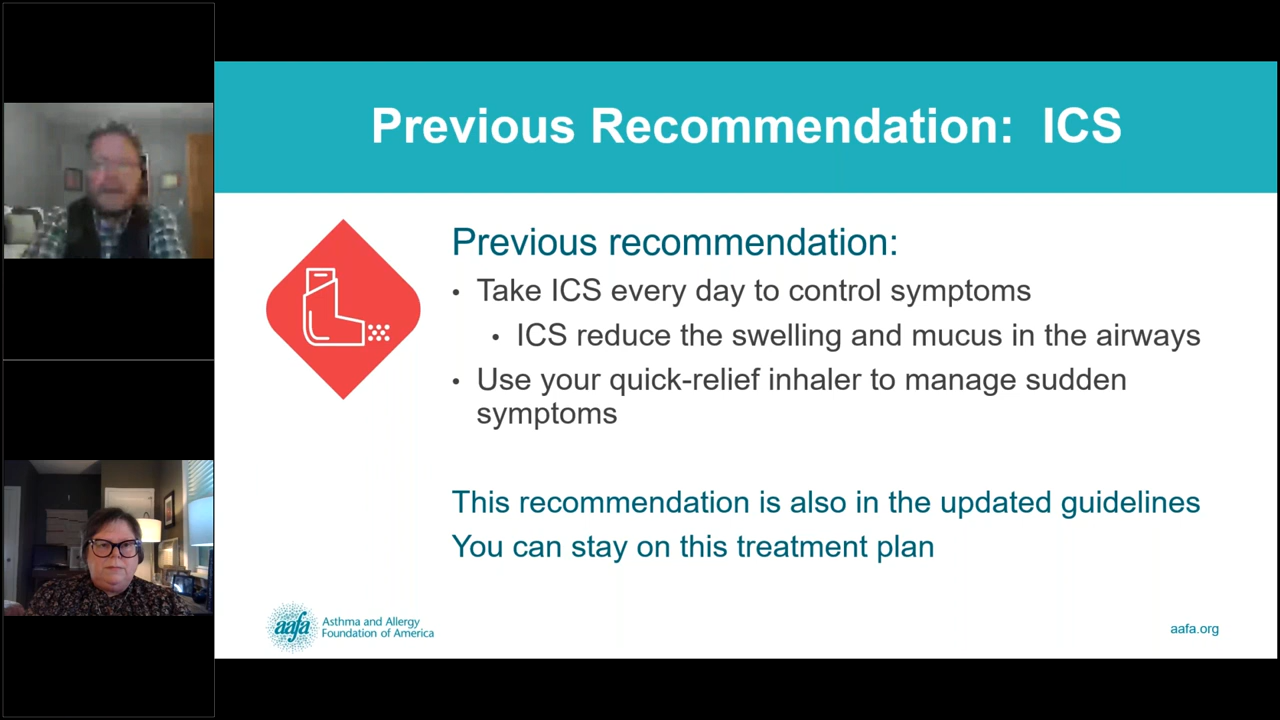 Previous Recommendation: ICS
Previous recommendation:
• Take ICS every day to control symptoms
• ICS reduce the swelling and mucus in the airways
• Use your quick-relief inhaler to manage sudden
symptoms
This recommendation is also in the updated guidelines
You can stay on this treatment plan
aafa
Asthma and Allergy
Foundation of America
aafa.org